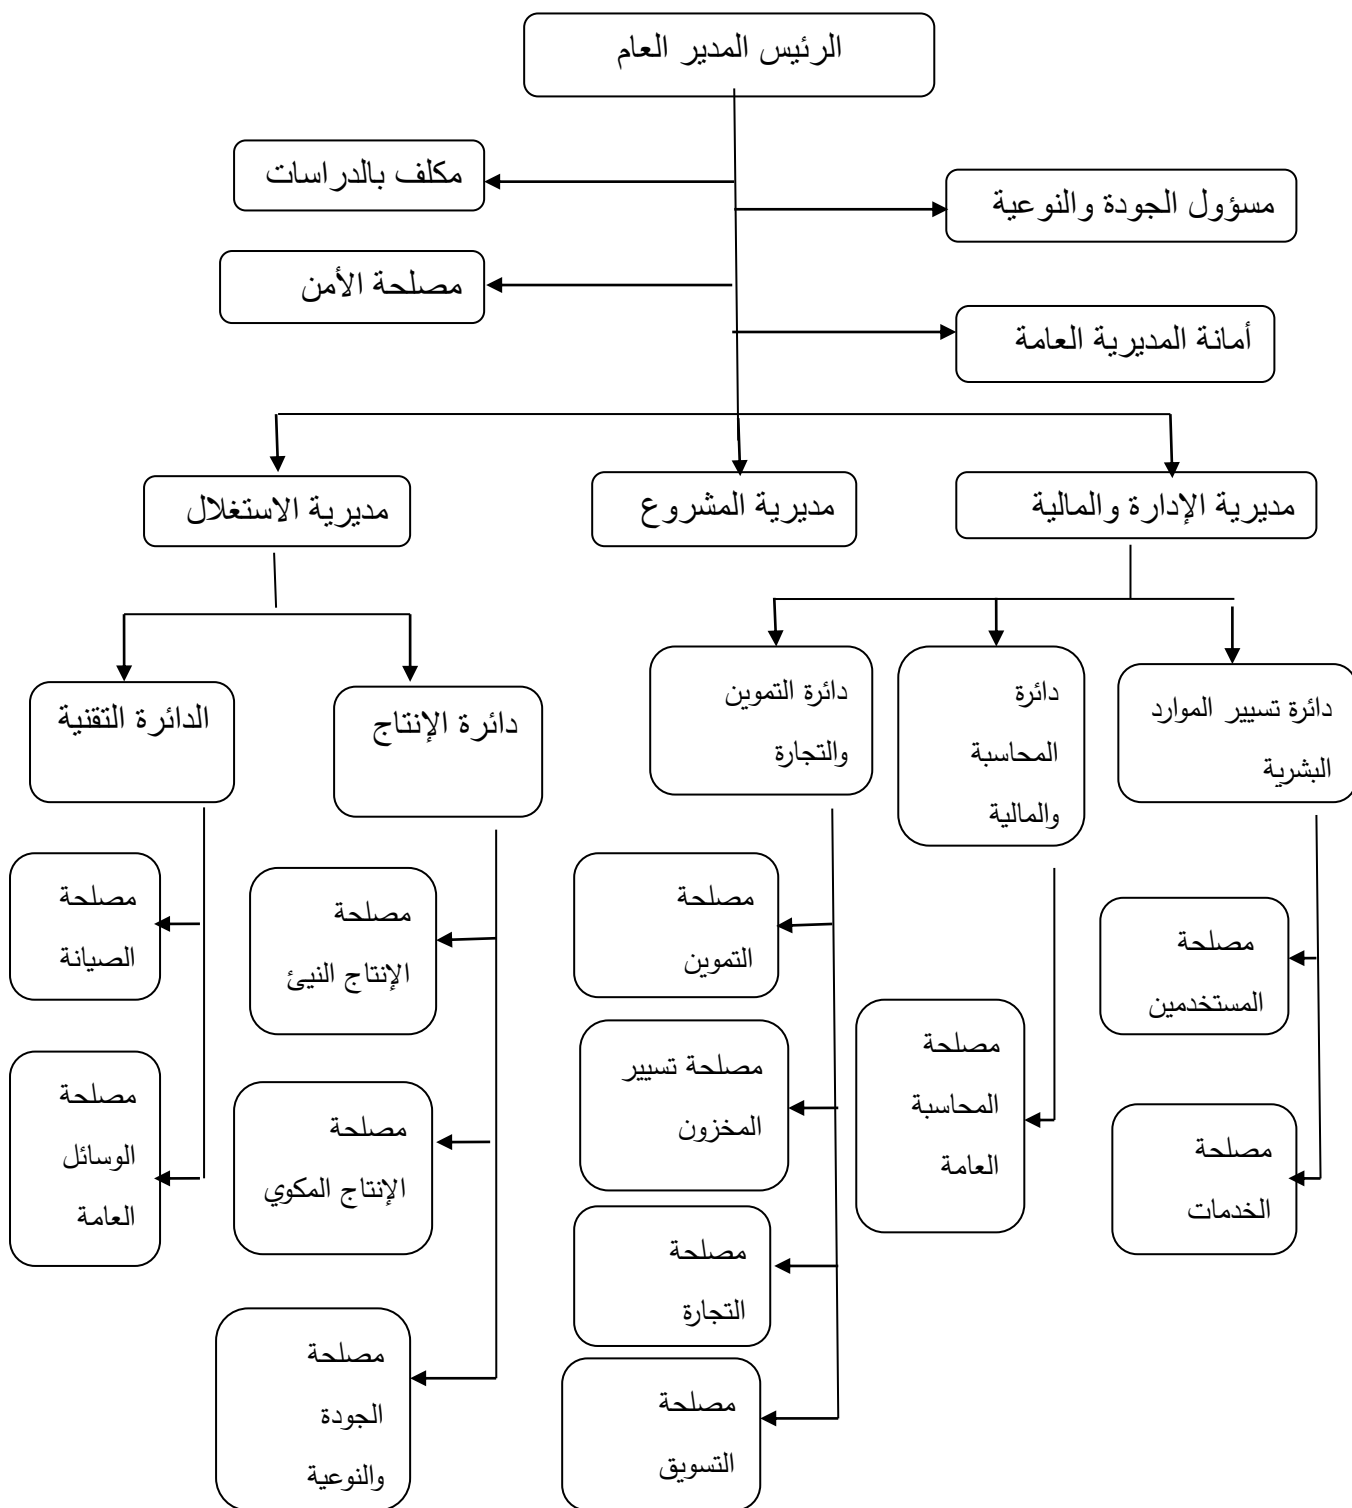 الرئيس المدير العام
مكلف بالدراسات
مسؤول الجودة والنوعية
مصلحة الأمن
أمانة المديرية العامة
مديرية الإدارة والمالية
مديرية المشروع
مديرية الاستغلال
دائرة تسيير الموارد
البشرية
دائرة
المحاسبة
والمالية
دائرة التموين
والتجارة
دائرة الإنتاج
الدائرة التقنية
مصلحة
المستخدمين
مصلحة
الخدمات
مصلحة
المحاسبة
العامة
مصلحة
التموين
مصلحة تسيير
المخزون
مصلحة
التجارة
مصلحة
التسويق
مصلحة
الإنتاج النيئ
مصلحة
الإنتاج المكوي
مصلحة
الجودة
والنوعية
مصلحة
الصيانة
مصلحة
الوسائل
العامة